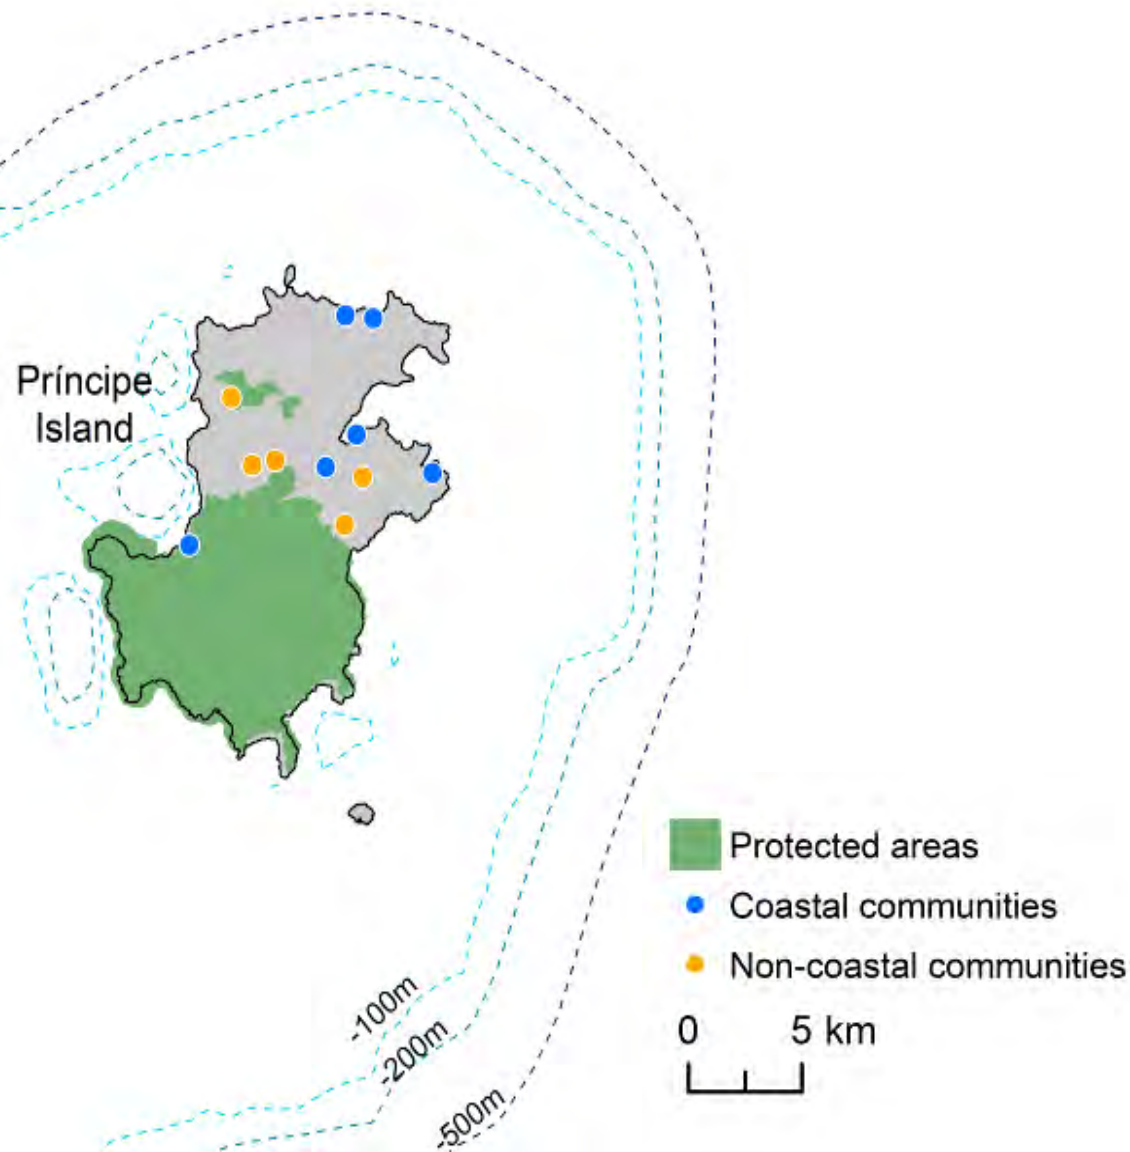 Príncipe
Island
Protected areas
Coastal communities
Non-coastal communities
0 5 km
-100m
-200m
-500m